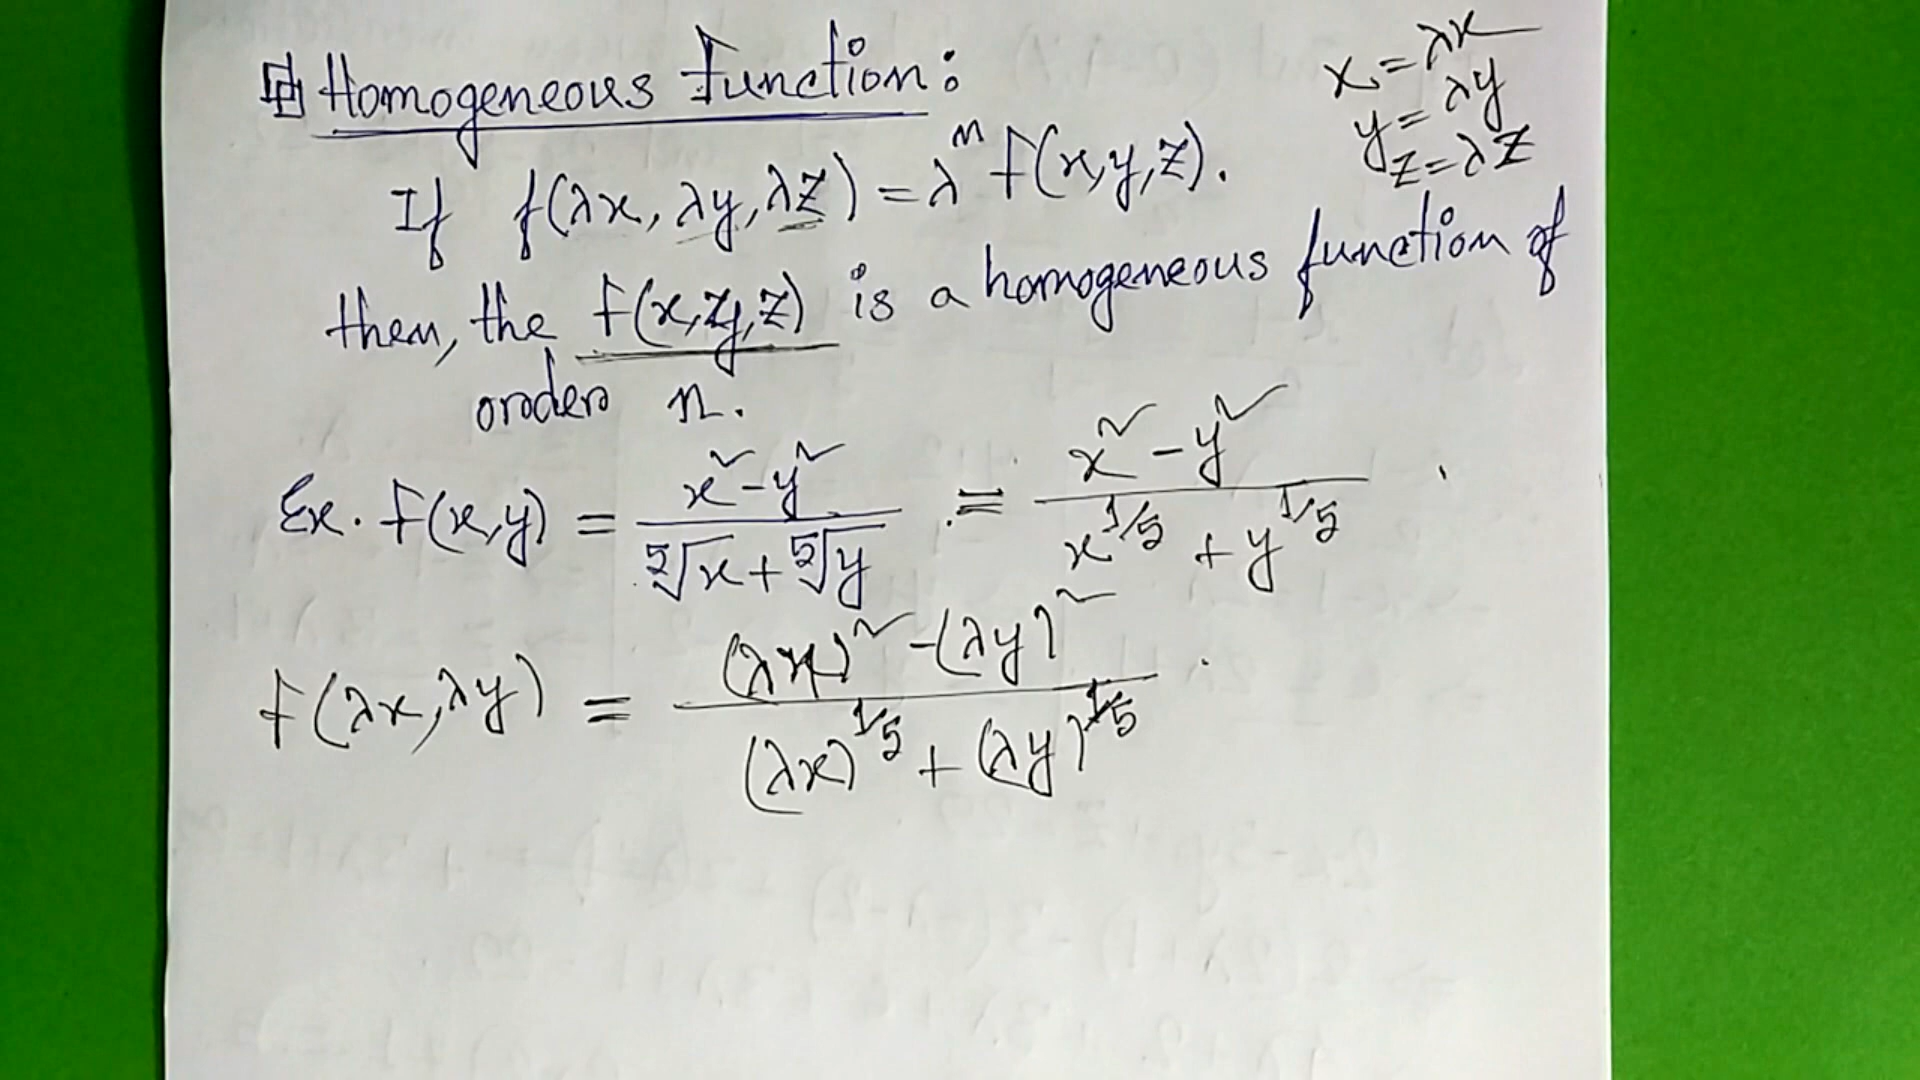 Homogeneous Function:
x = λx
y = λy
z = λz
If f(λx, λy, λz) = λⁿ f(x,y,z).
then, the f(x,y,z) is a homogeneous function of
order n.
Ex. f(x,y) = (x² - y²) / (⁵√x + ⁵√y) = (x² - y²) / (x^1/5 + y^1/5)
f(λx, λy) = ((λx)² - (λy)²) / ((λx)^1/5 + (λy)^1/5)